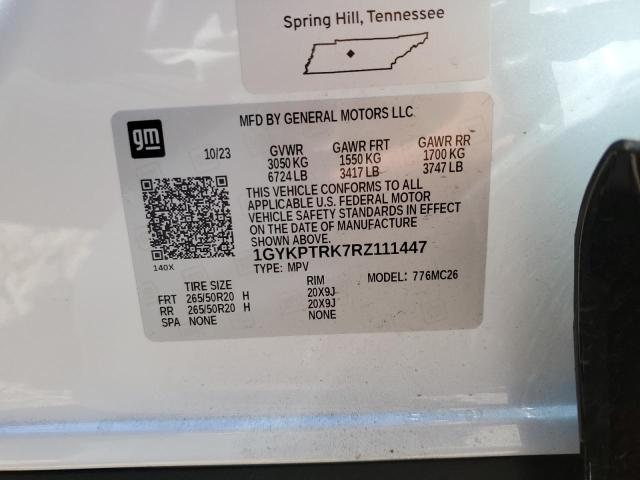 Spring Hill, Tennessee
gm
MFD BY GENERAL MOTORS LLC
10/23 GVWR GAWR FRT GAWR RR
3050 KG 1550 KG 1700 KG
6724 LB 3417 LB 3747 LB
THIS VEHICLE CONFORMS TO ALL
APPLICABLE U.S. FEDERAL MOTOR
VEHICLE SAFETY STANDARDS IN EFFECT
ON THE DATE OF MANUFACTURE
SHOWN ABOVE.
140X
1GYKPTRK7RZ111447
TYPE: MPV MODEL: 776MC26
TIRE SIZE RIM
FRT 265/50R20 H 20X9J
RR 265/50R20 H 20X9J
SPA NONE NONE